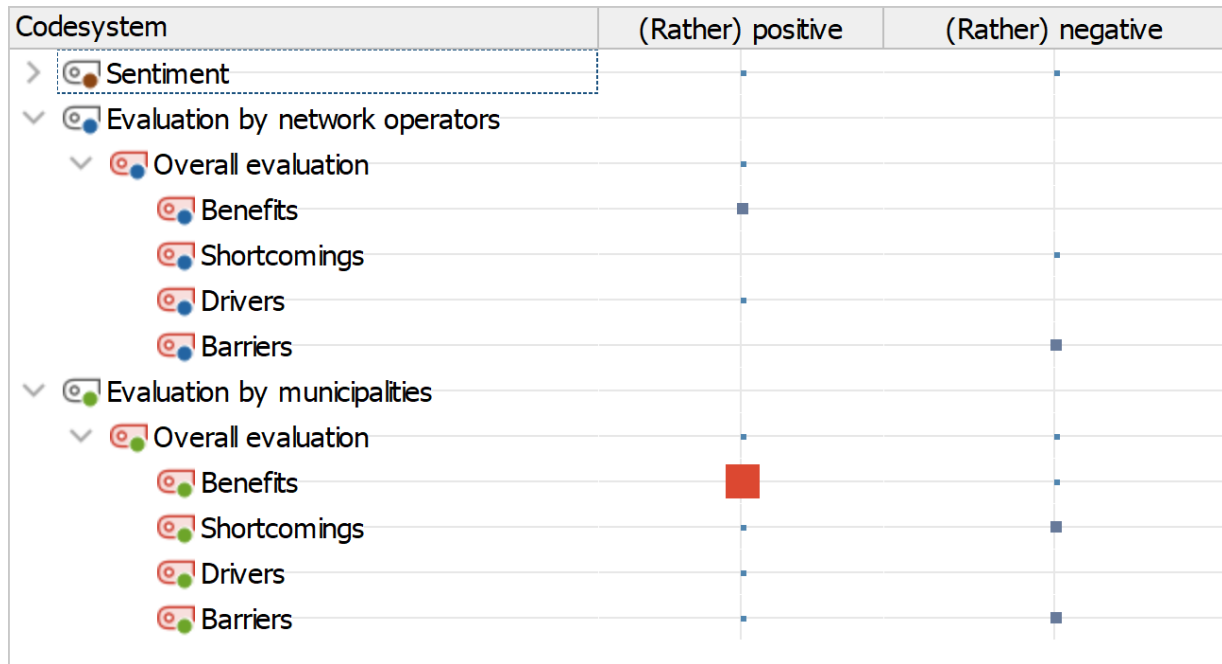 Codesystem (Rather) positive (Rather) negative
Sentiment
Evaluation by network operators
Overall evaluation
Benefits
Shortcomings
Drivers
Barriers
Evaluation by municipalities
Overall evaluation
Benefits
Shortcomings
Drivers
Barriers